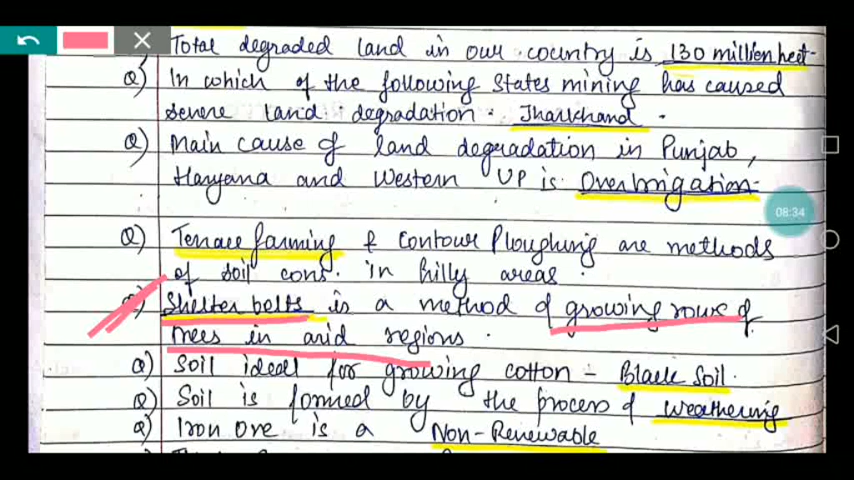 Total degraded land in our country is 130 million hect-
Q) In which of the following states mining has caused
severe land degradation. Jharkhand.
Q) Main cause of land degradation in Punjab,
Haryana and Western UP is Over Irrigation-
08:34
Q) Terrace farming & contour Ploughing are methods
of soil cons. in hilly areas.
Q) Shelter belts is a method of growing rows of
trees in arid regions.
Q) Soil ideal for growing cotton - Black Soil.
Q) Soil is formed by the process of weathering
Q) Iron ore is a Non-Renewable